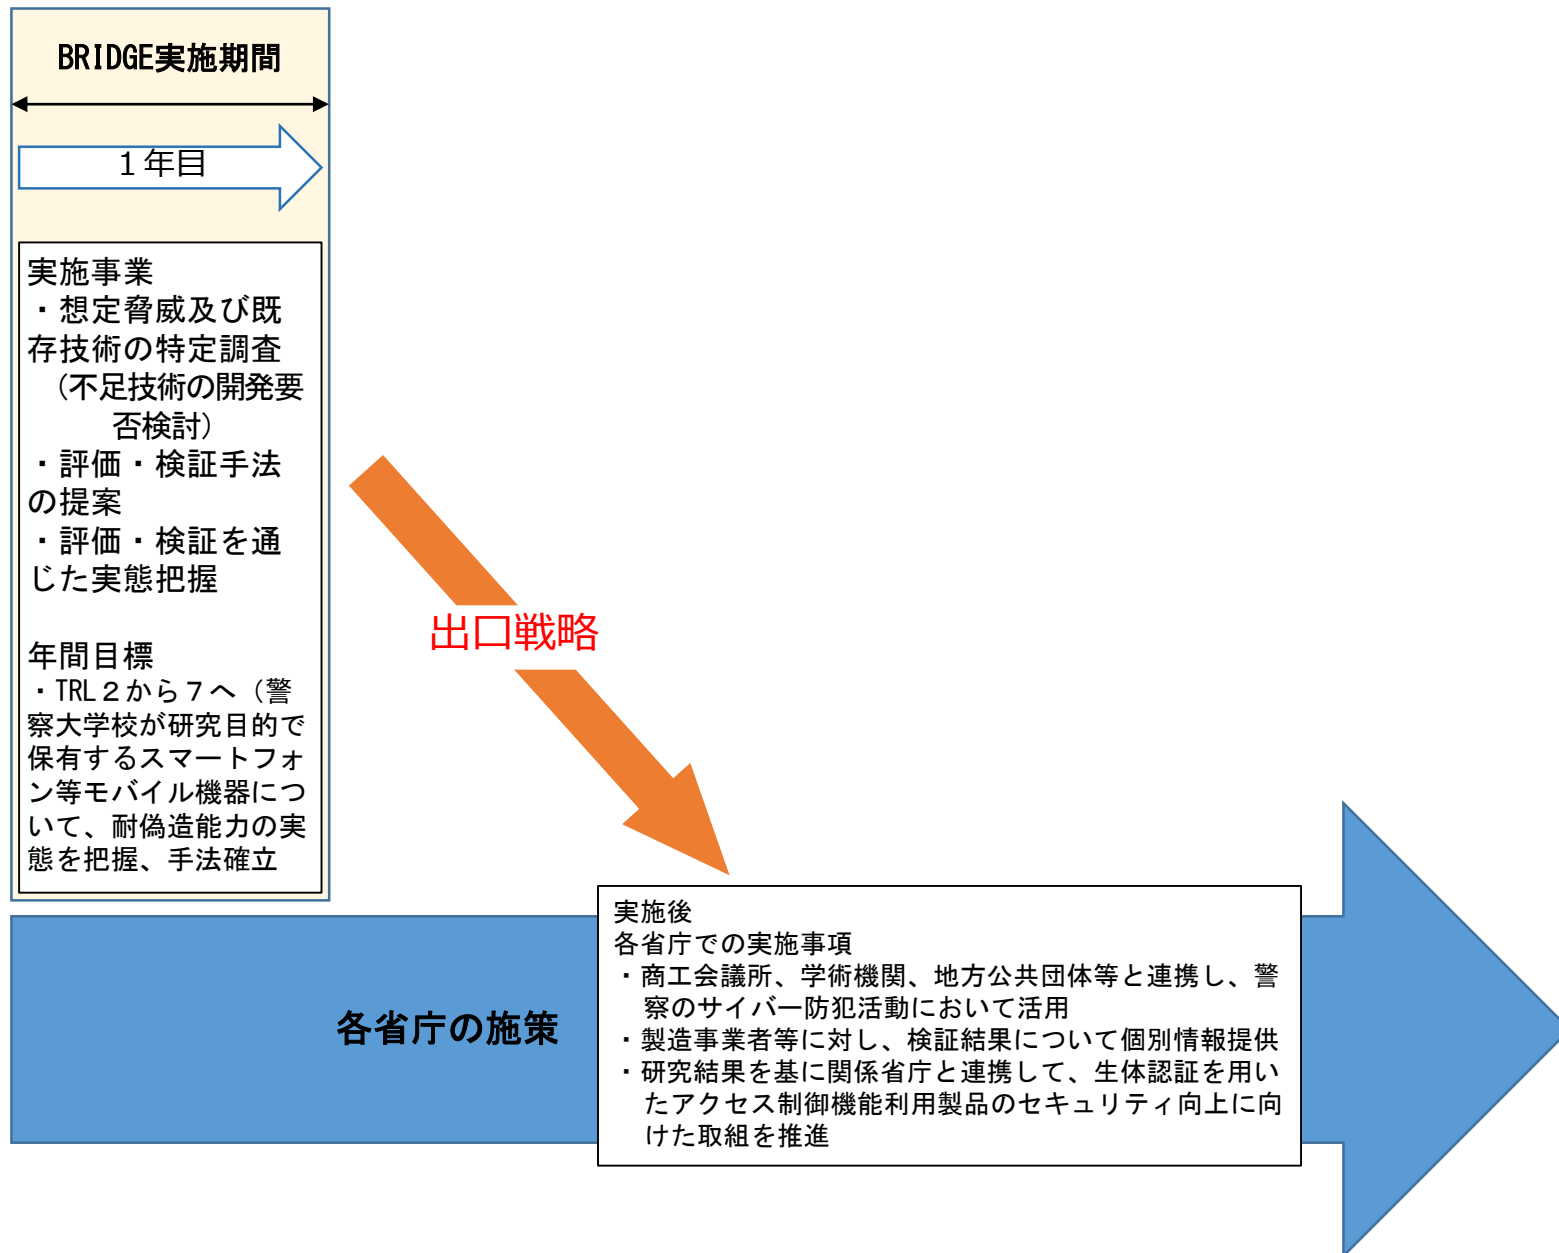 BRIDGE実施期間
１年目
実施事業
・想定脅威及び既
存技術の特定調査
（不足技術の開発要
否検討）
・評価・検証手法
の提案
・評価・検証を通
じた実態把握
年間目標
・TRL２から７へ（警
察大学校が研究目的で
保有するスマートフォ
ン等モバイル機器につ
いて、耐偽造能力の実
態を把握、手法確立
出口戦略
各省庁の施策
実施後
各省庁での実施事項
・商工会議所、学術機関、地方公共団体等と連携し、警
察のサイバー防犯活動において活用
・製造事業者等に対し、検証結果について個別情報提供
・研究結果を基に関係省庁と連携して、生体認証を用い
たアクセス制御機能利用製品のセキュリティ向上に向
けた取組を推進